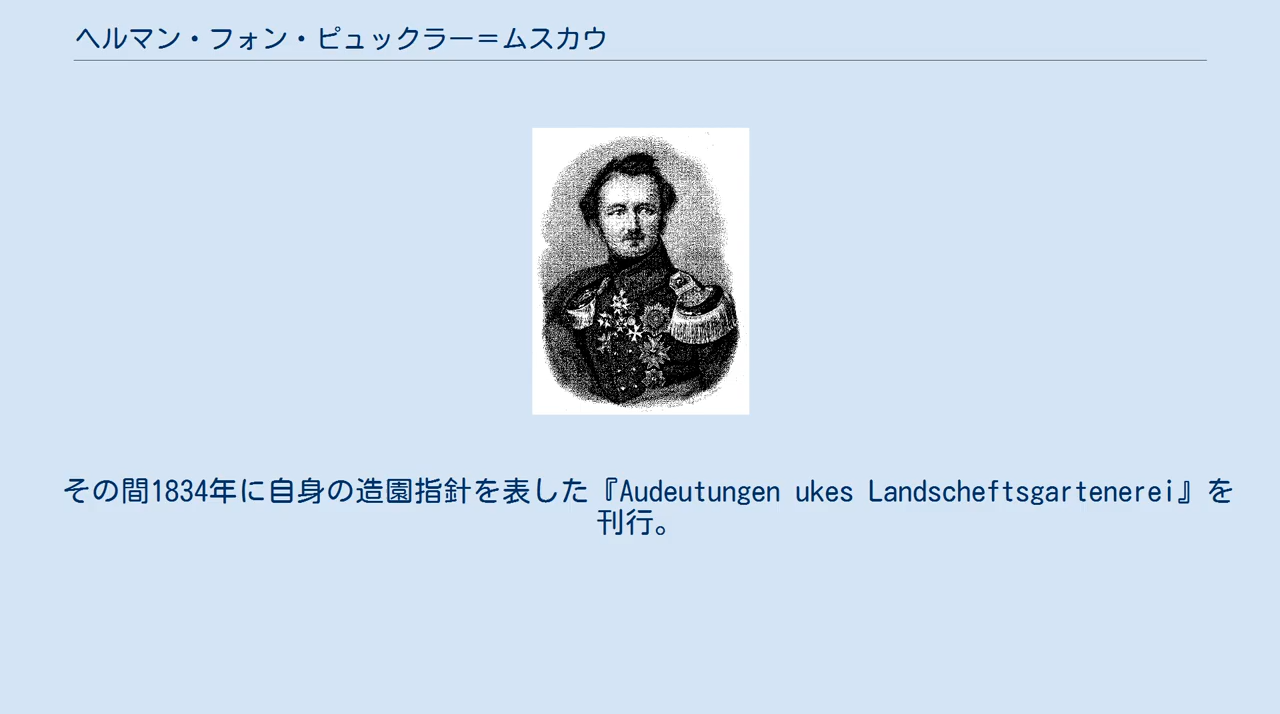 ヘルマン・フォン・ピュックラー＝ムスカウ
その間1834年に自身の造園指針を表した『Audeutungen ukes Landscheftsgartenerei』を
刊行。